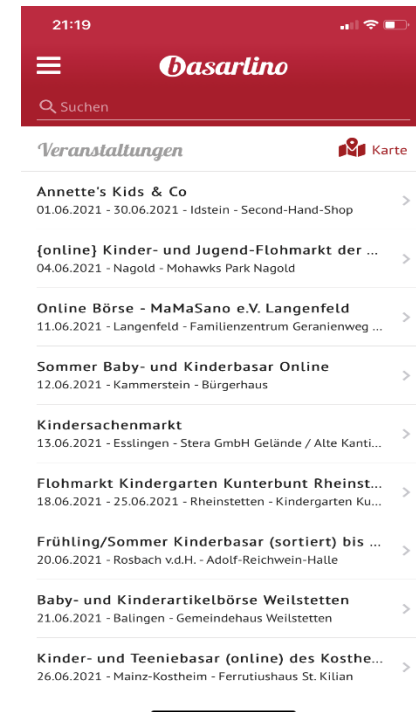 21:19
basarlino
Suchen
Veranstaltungen
Karte
Annette's Kids & Co
01.06.2021 - 30.06.2021 - Idstein - Second-Hand-Shop
{online} Kinder- und Jugend-Flohmarkt der ...
04.06.2021 - Nagold - Mohawks Park Nagold
Online Börse - MaMaSano e.V. Langenfeld
11.06.2021 - Langenfeld - Familienzentrum Geranienweg ...
Sommer Baby- und Kinderbasar Online
12.06.2021 - Kammerstein - Bürgerhaus
Kindersachenmarkt
13.06.2021 - Esslingen - Stera GmbH Gelände / Alte Kanti...
Flohmarkt Kindergarten Kunterbunt Rheinst...
18.06.2021 - 25.06.2021 - Rheinstetten - Kindergarten Ku...
Frühling/Sommer Kinderbasar (sortiert) bis ...
20.06.2021 - Rosbach v.d.H. - Adolf-Reichwein-Halle
Baby- und Kinderartikelbörse Weilstetten
21.06.2021 - Balingen - Gemeindehaus Weilstetten
Kinder- und Teeniebasar (online) des Kosthe...
26.06.2021 - Mainz-Kostheim - Ferrutiushaus St. Kilian